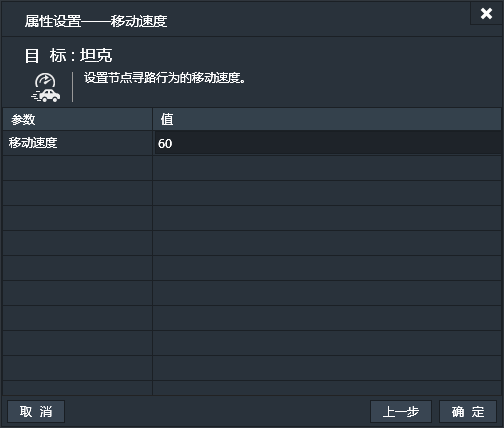 属性设置——移动速度
目 标：坦克
设置节点寻路行为的移动速度。
参数 值
移动速度 60
取 消 上一步 确 定